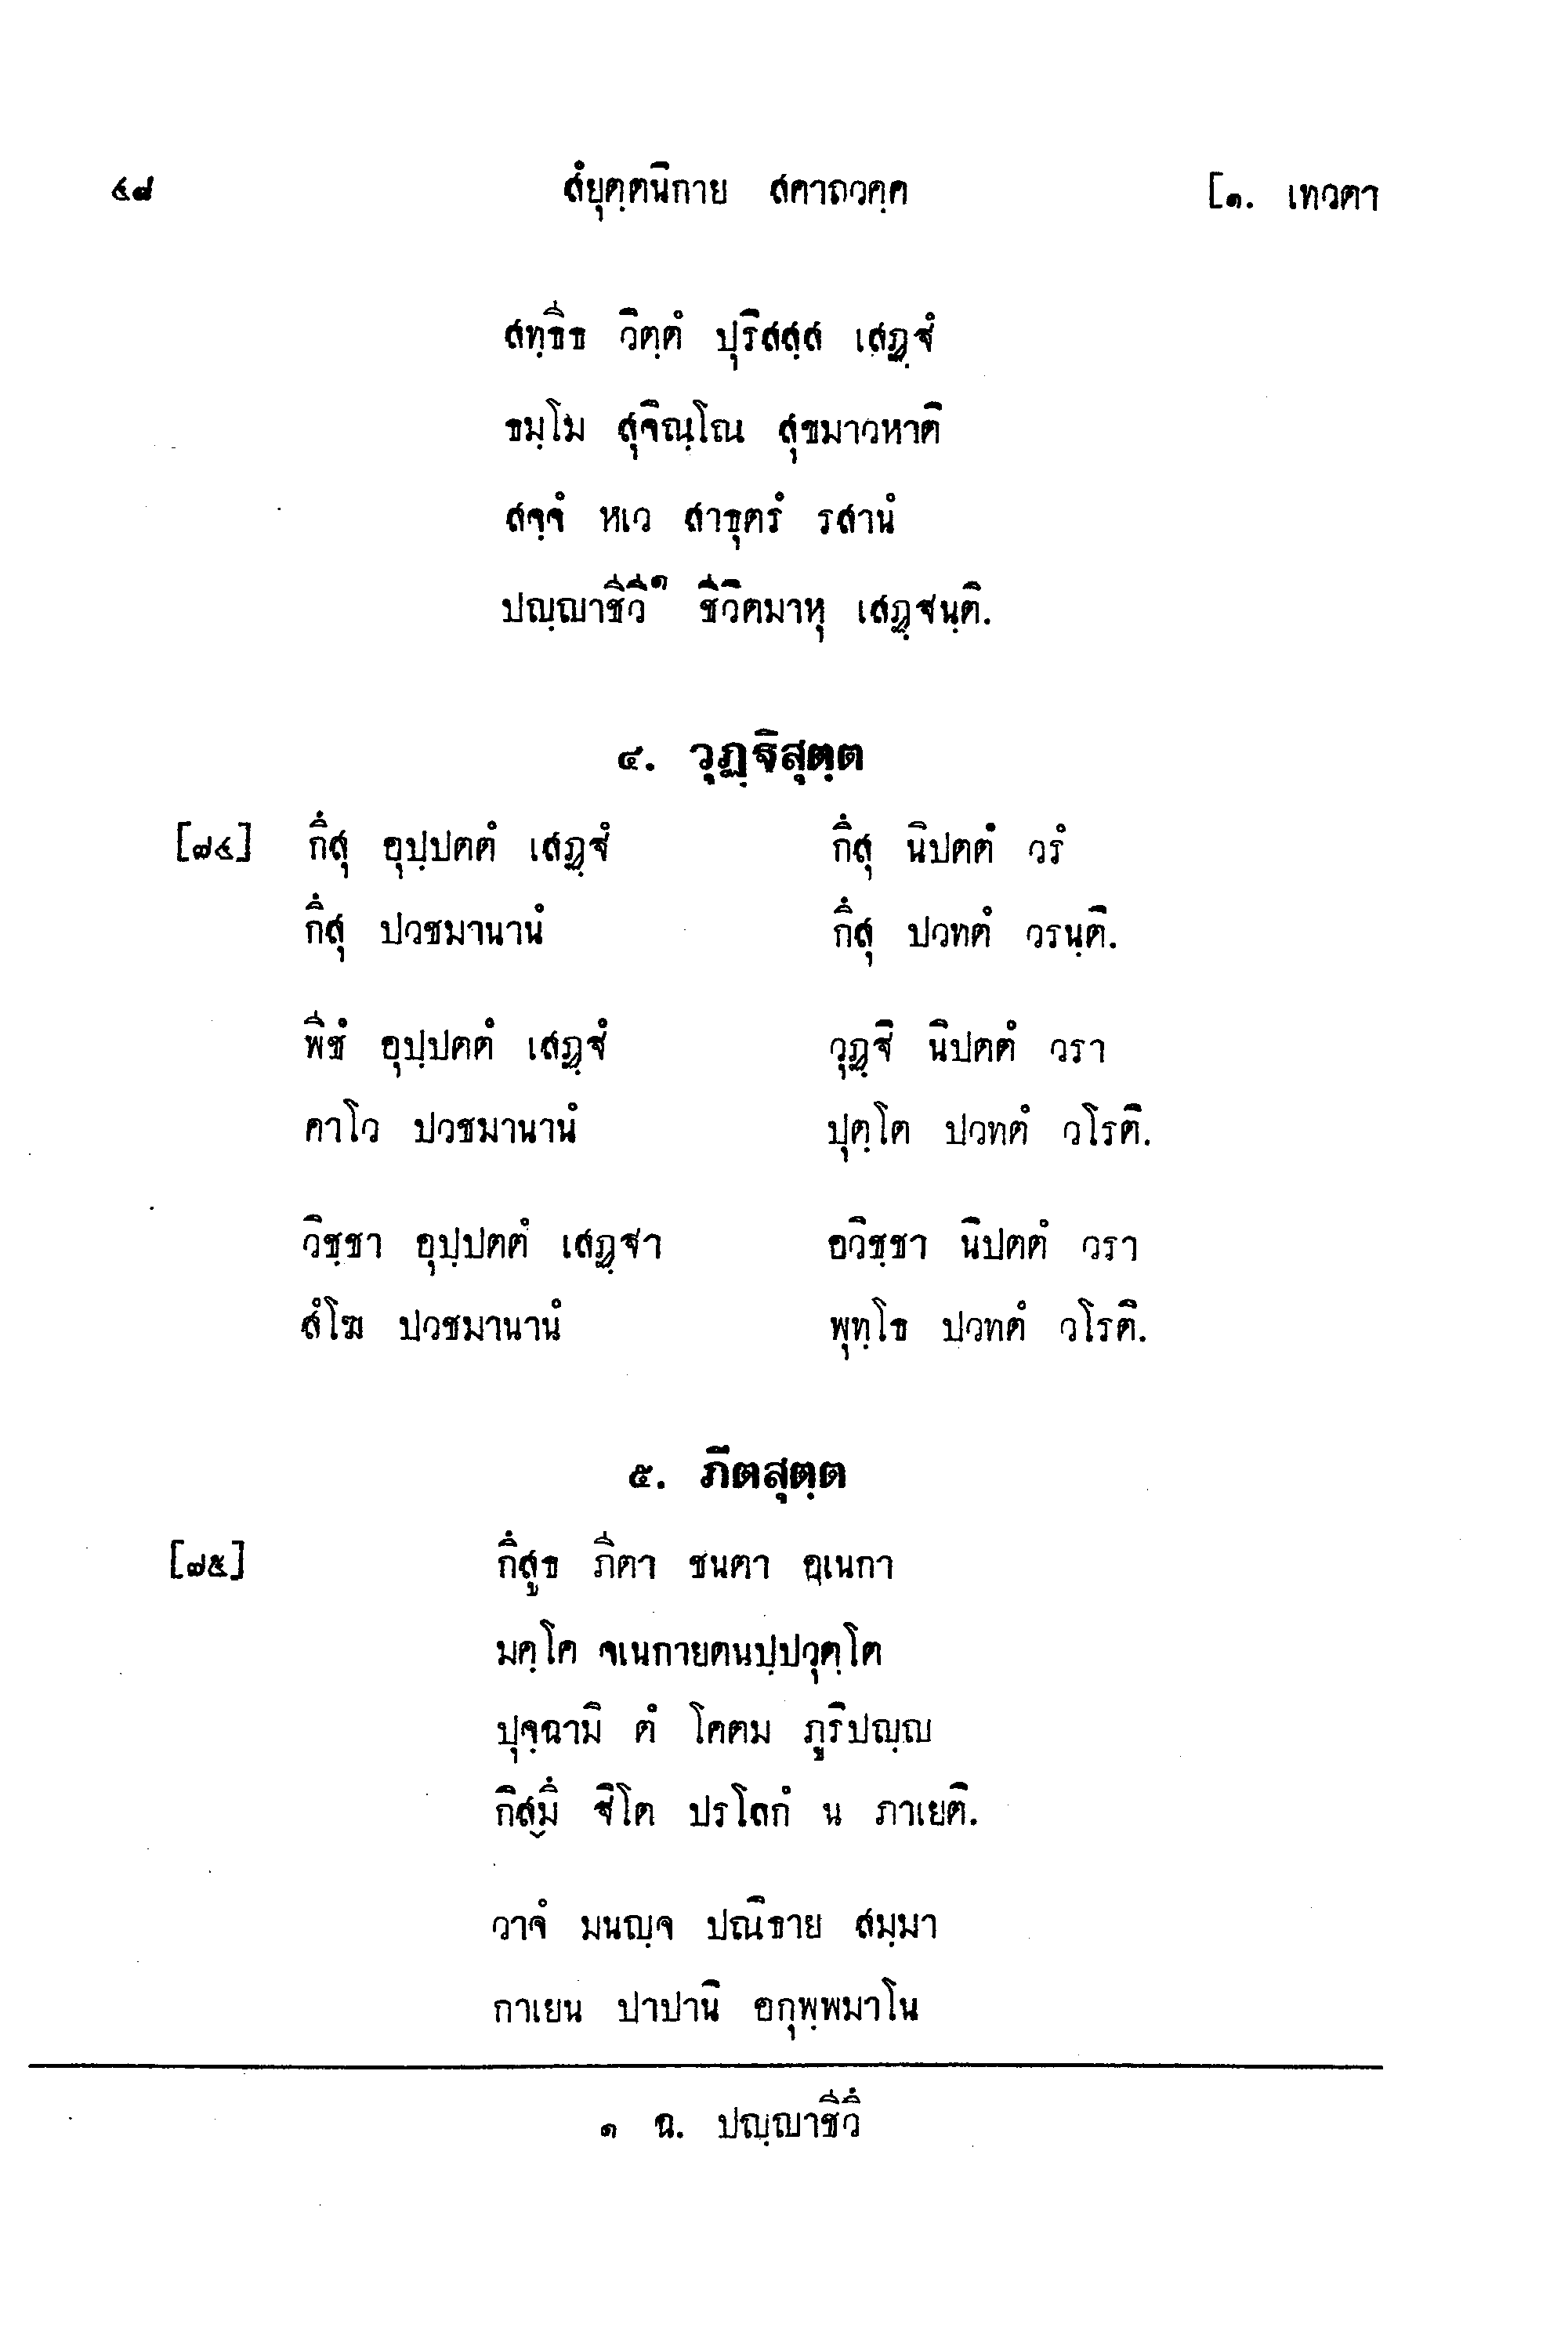 ๔๘ สํยุตฺตนิกาย สคาถวคฺค [๑. เทวตา
สทฺธีธ วิตฺตํ ปุริสสฺส เสฏฺฐํ
ธมฺโม สุจิณฺโณ สุขมาวหาติ
สจฺจํ หเว สาธุตรํ รสานํ
ปญฺญาชีวี๑ ชีวิตมาหุ เสฏฺฐนฺติ.
๔. วุฏฺฐิสุตฺต
[๗๔] กึสุ อุปฺปตตํ เสฏฺฐํ กึสุ นิปตตํ วรํ
กึสุ ปวชมานานํ กึสุ ปวทตํ วรนฺติ.
พีชํ อุปฺปตตํ เสฏฺฐํ วุฏฺฐิ นิปตตํ วรา
คาโว ปวชมานานํ ปุตฺโต ปวทตํ วโรติ.
วิชฺชา อุปฺปตตํ เสฏฺฐา อวิชฺชา นิปตตํ วรา
สํโฆ ปวชมานานํ พุทฺโธ ปวทตํ วโรติ.
๕. ภีตสุตฺต
[๗๕] กึสูธ ภีตา ชนตา อเนกา
มคฺโค จเนกายตนปฺปวุตฺโต
ปุจฺฉามิ ตํ โคตม ภูริปญฺญ
กิสฺมึ ฐิโต ปรโลกํ น ภาเยติ.
วาจํ มนญฺจ ปณิธาย สมฺมา
กาเยน ปาปานิ อกุพฺพมาโน
๑ ฉ. ปญฺญาชีวึ